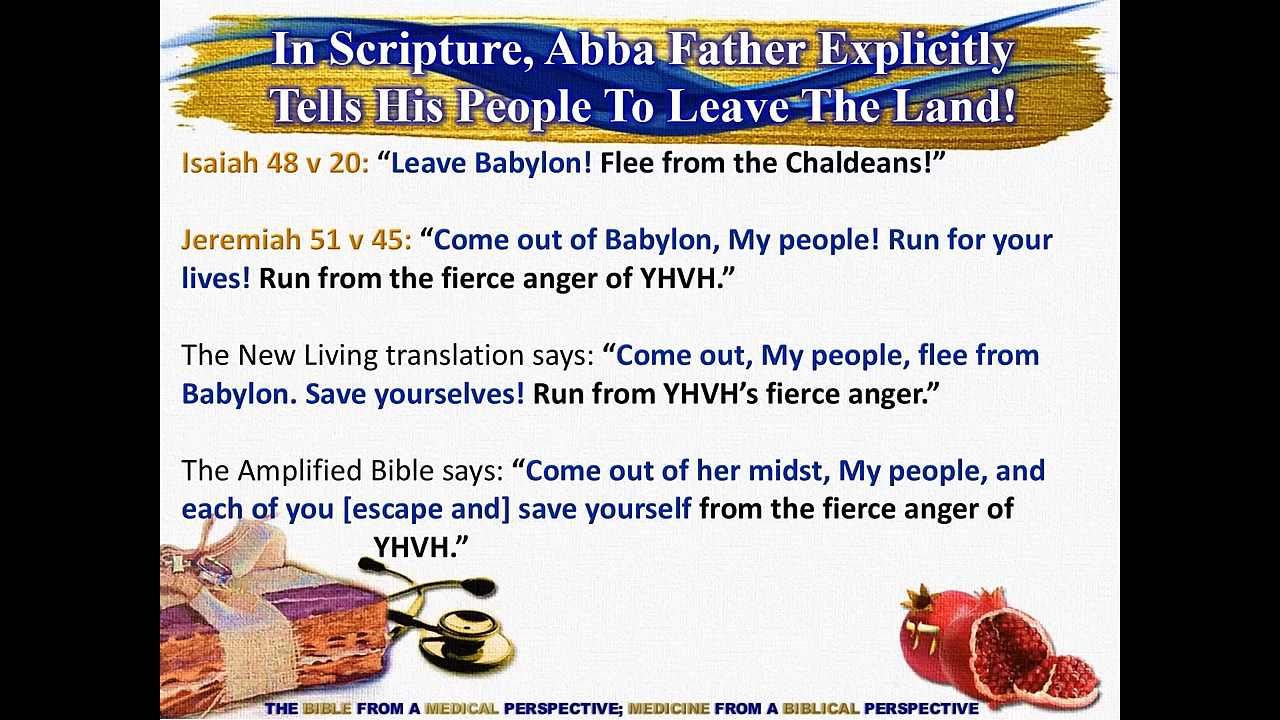 In Scripture, Abba Father Explicitly
Tells His People To Leave The Land!
Isaiah 48 v 20: “Leave Babylon! Flee from the Chaldeans!”
Jeremiah 51 v 45: “Come out of Babylon, My people! Run for your
lives! Run from the fierce anger of YHVH.”
The New Living translation says: “Come out, My people, flee from
Babylon. Save yourselves! Run from YHVH’s fierce anger.”
The Amplified Bible says: “Come out of her midst, My people, and
each of you [escape and] save yourself from the fierce anger of
YHVH.”
THE BIBLE FROM A MEDICAL PERSPECTIVE; MEDICINE FROM A BIBLICAL PERSPECTIVE